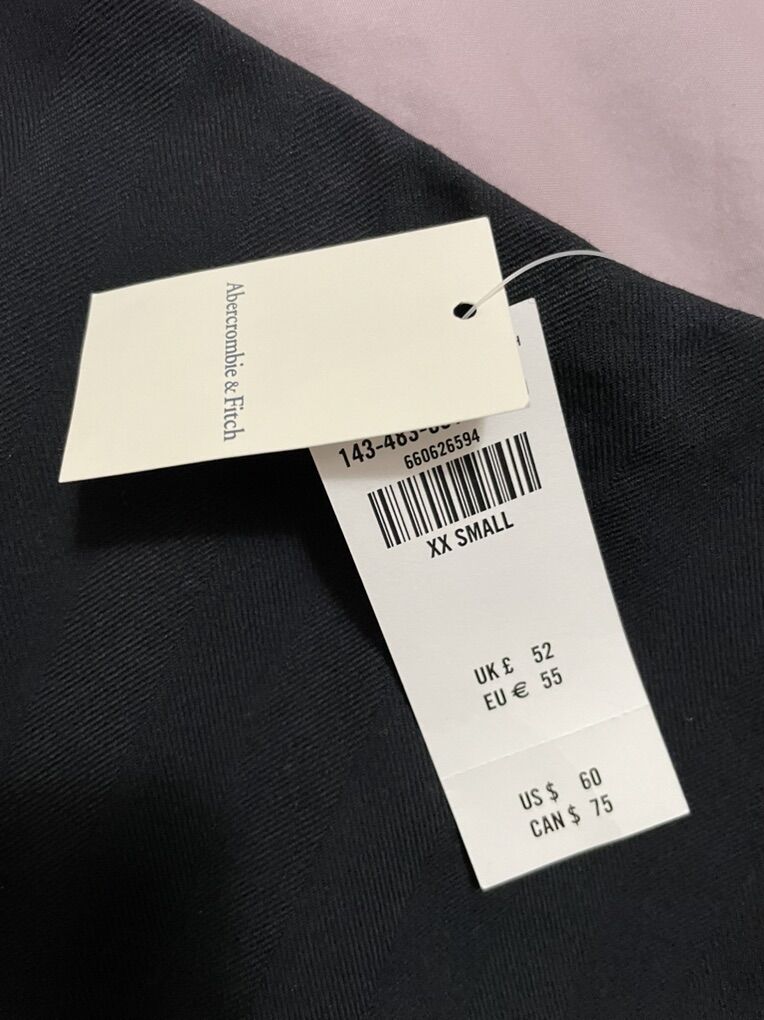 Abercrombie & Fitch
660626594
XX SMALL
UK £ 52
EU € 55
US $ 60
CAN $ 75